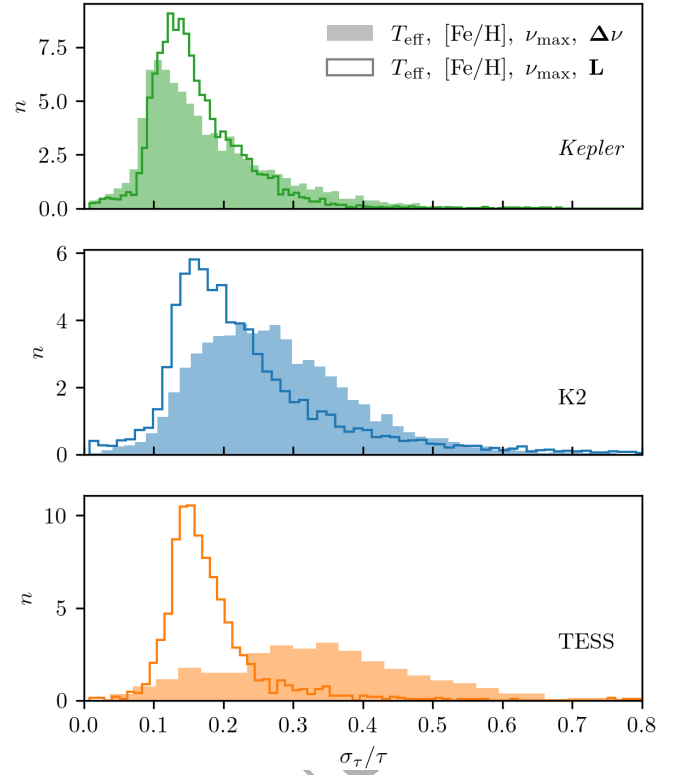 T_eff, [Fe/H], ν_max, Δν
T_eff, [Fe/H], ν_max, L
7.5
5.0
2.5
0.0
n
Kepler
6
4
2
0
n
K2
10
5
0
n
TESS
0.0 0.1 0.2 0.3 0.4 0.5 0.6 0.7 0.8
σ_τ/τ